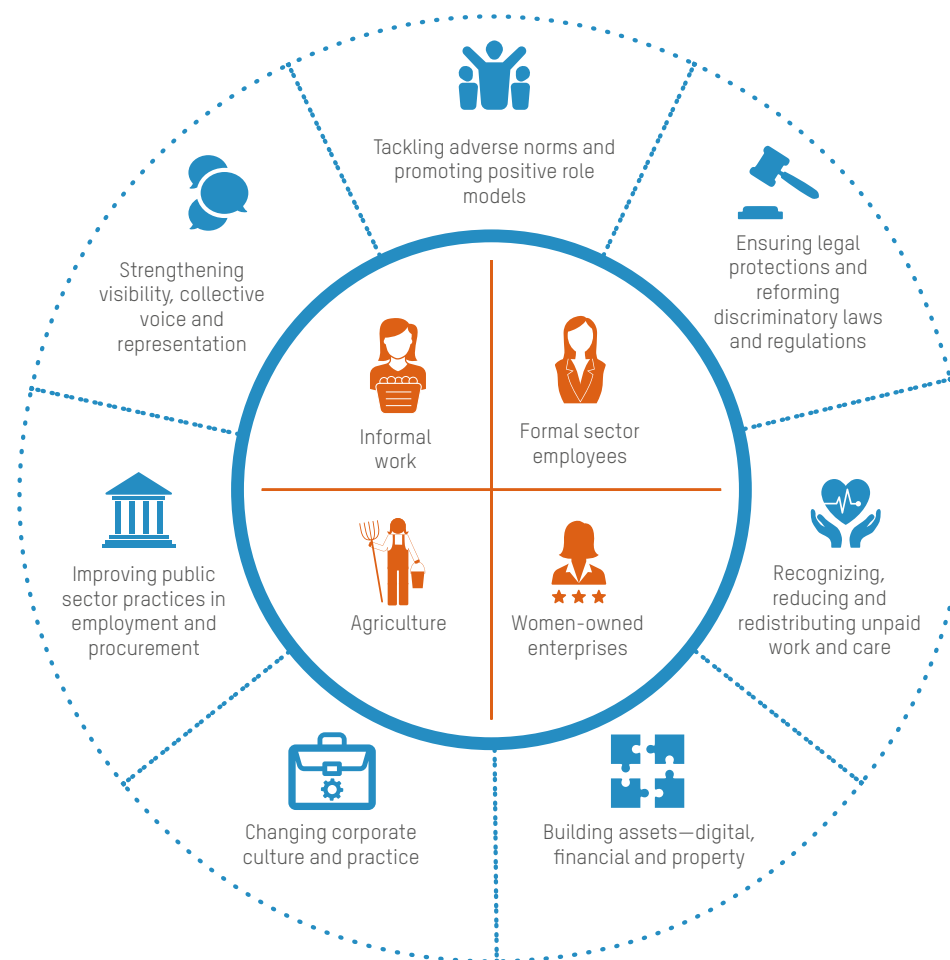 Tackling adverse norms and
promoting positive role
models
Ensuring legal
protections and
reforming
discriminatory laws
and regulations
Recognizing,
reducing and
redistributing unpaid
work and care
Building assets—digital,
financial and property
Changing corporate
culture and practice
Improving public
sector practices in
employment and
procurement
Strengthening
visibility, collective
voice and
representation
Informal
work
Formal sector
employees
Agriculture
Women-owned
enterprises